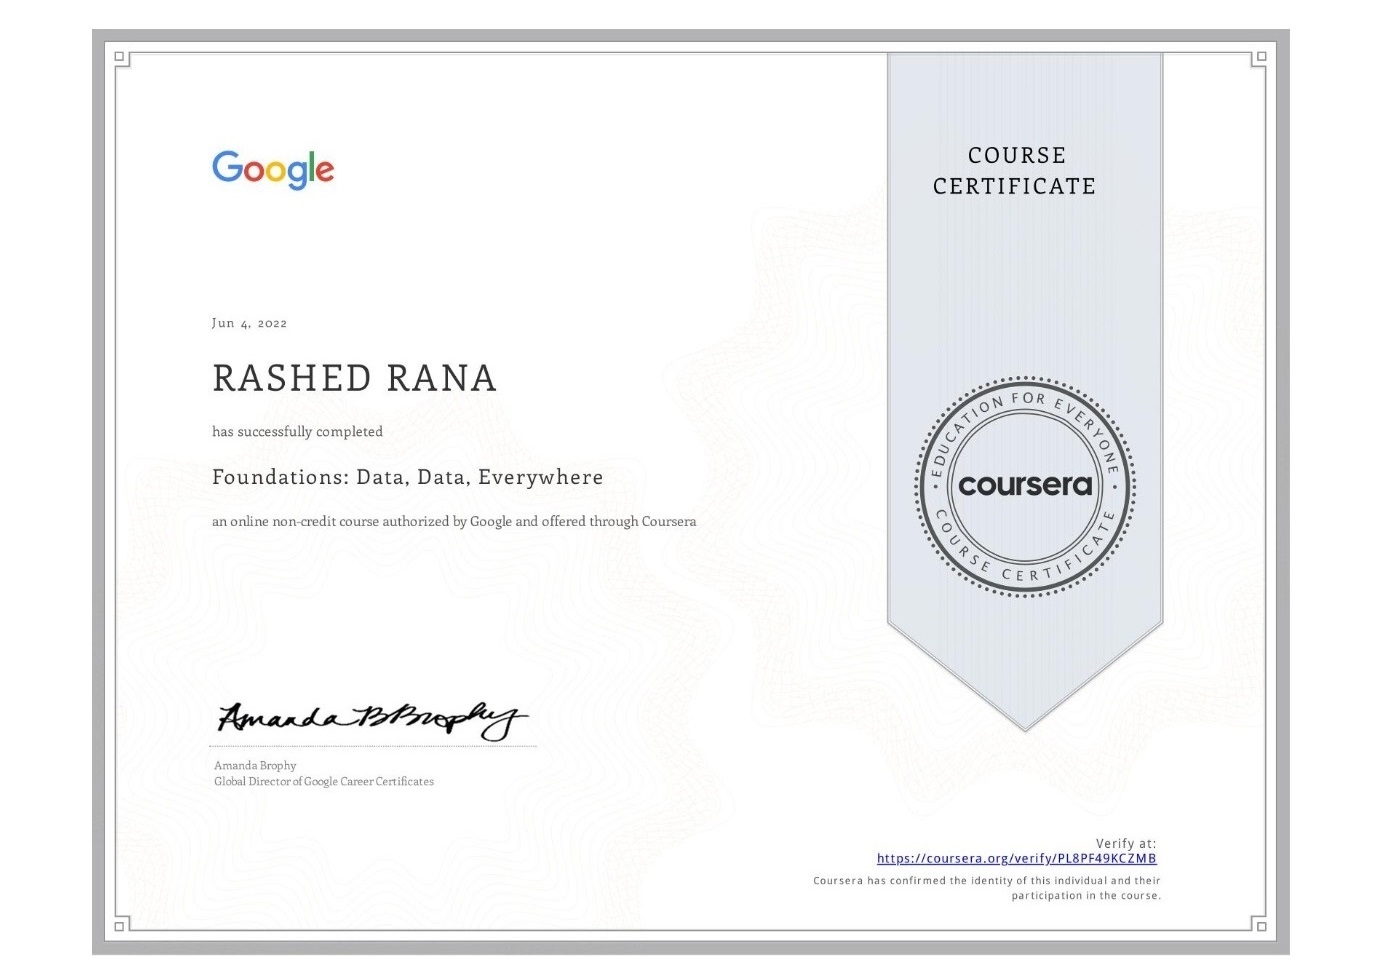 Google
COURSE
CERTIFICATE
Jun 4, 2022
RASHED RANA
has successfully completed
Foundations: Data, Data, Everywhere
an online non-credit course authorized by Google and offered through Coursera
EDUCATION FOR EVERYONE
coursera
COURSE CERTIFICATE
Amanda B Brophy
Amanda Brophy
Global Director of Google Career Certificates
Verify at:
https://coursera.org/verify/PL8PF49KCZMB
Coursera has confirmed the identity of this individual and their
participation in the course.